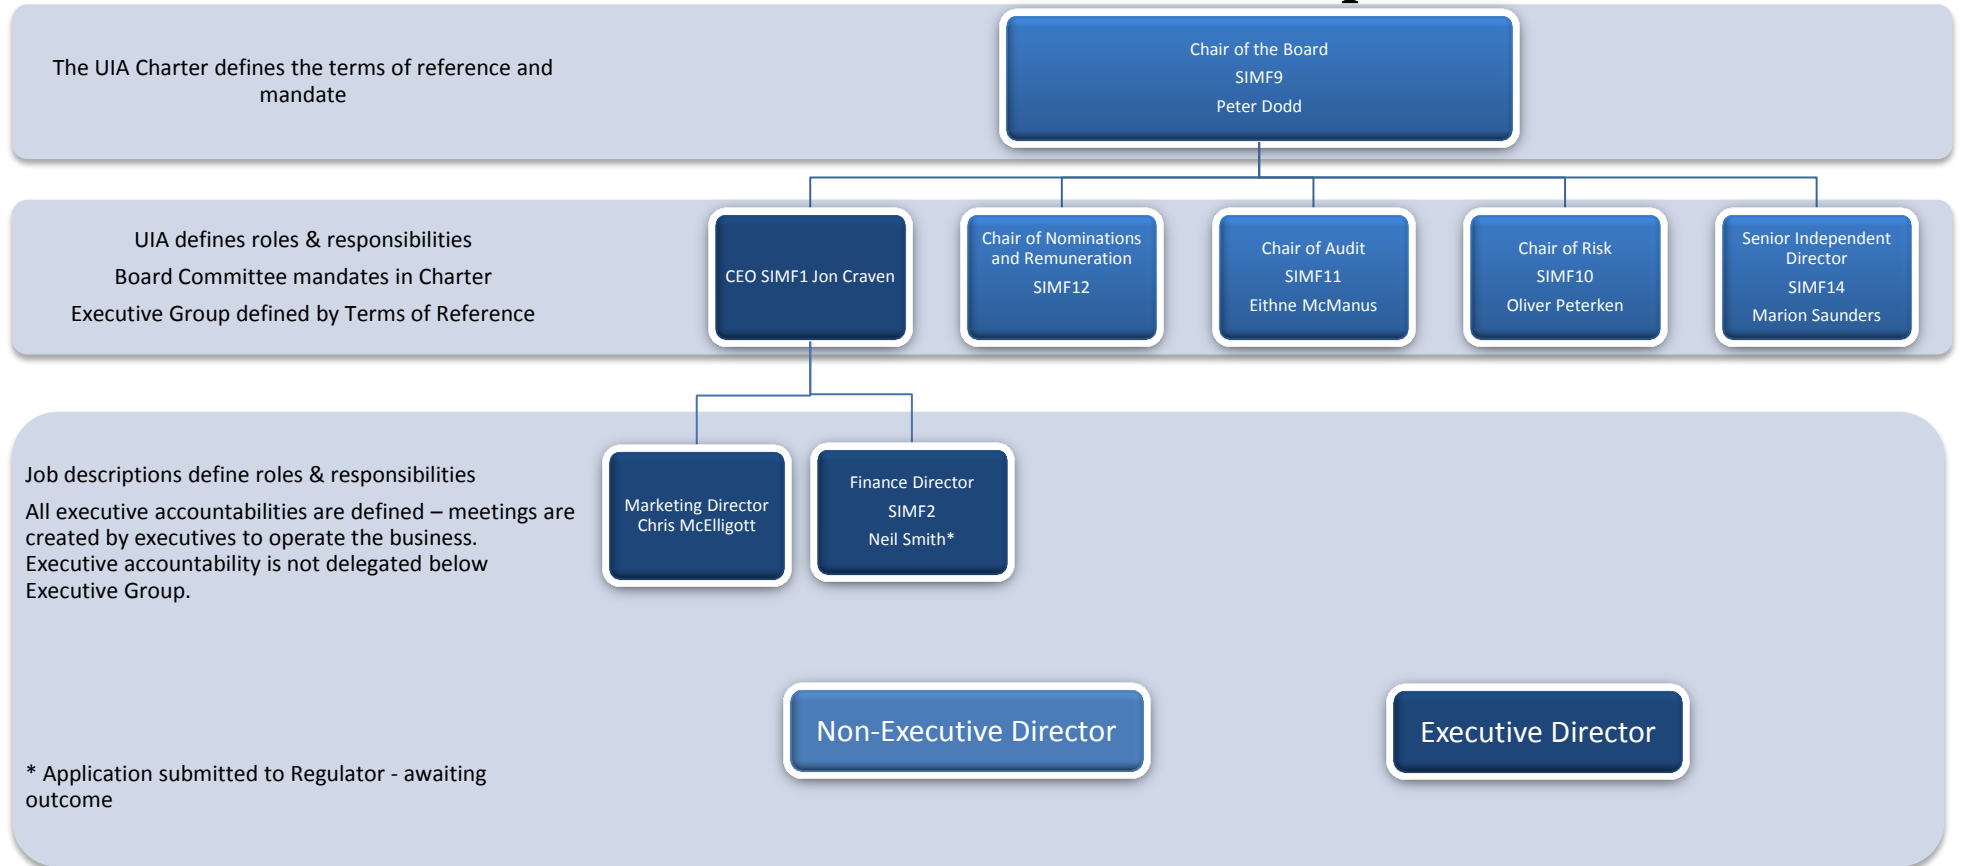 The UIA Charter defines the terms of reference and
mandate
Chair of the Board
SIMF9
Peter Dodd
UIA defines roles & responsibilities
Board Committee mandates in Charter
Executive Group defined by Terms of Reference
CEO SIMF1 Jon Craven
Chair of Nominations
and Remuneration
SIMF12
Chair of Audit
SIMF11
Eithne McManus
Chair of Risk
SIMF10
Oliver Peterken
Senior Independent
Director
SIMF14
Marion Saunders
Job descriptions define roles & responsibilities
All executive accountabilities are defined – meetings are
created by executives to operate the business.
Executive accountability is not delegated below
Executive Group.
Marketing Director
Chris McElligott
Finance Director
SIMF2
Neil Smith*
Non-Executive Director
Executive Director
* Application submitted to Regulator - awaiting
outcome